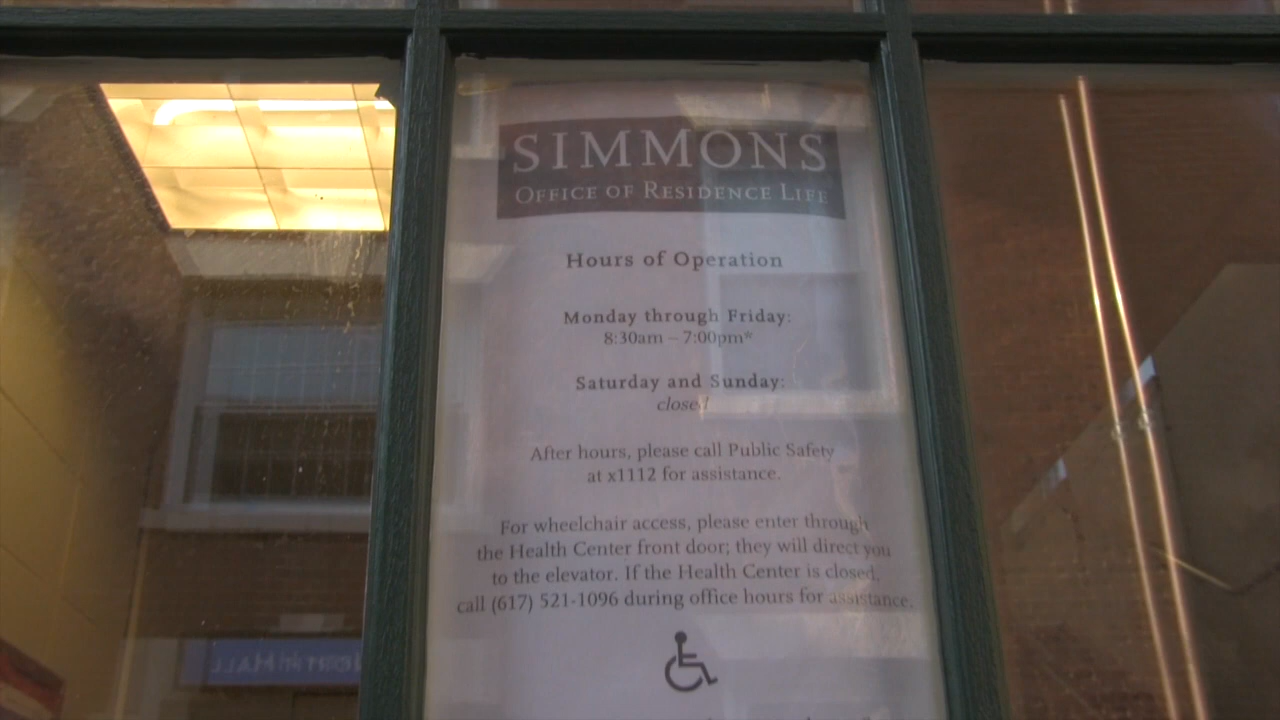 SIMMONS
OFFICE OF RESIDENCE LIFE
Hours of Operation
Monday through Friday:
8:30am – 7:00pm*
Saturday and Sunday:
closed
After hours, please call Public Safety
at x1112 for assistance.
For wheelchair access, please enter through
the Health Center front door; they will direct you
to the elevator. If the Health Center is closed,
call (617) 521-1096 during office hours for assistance.
HALL